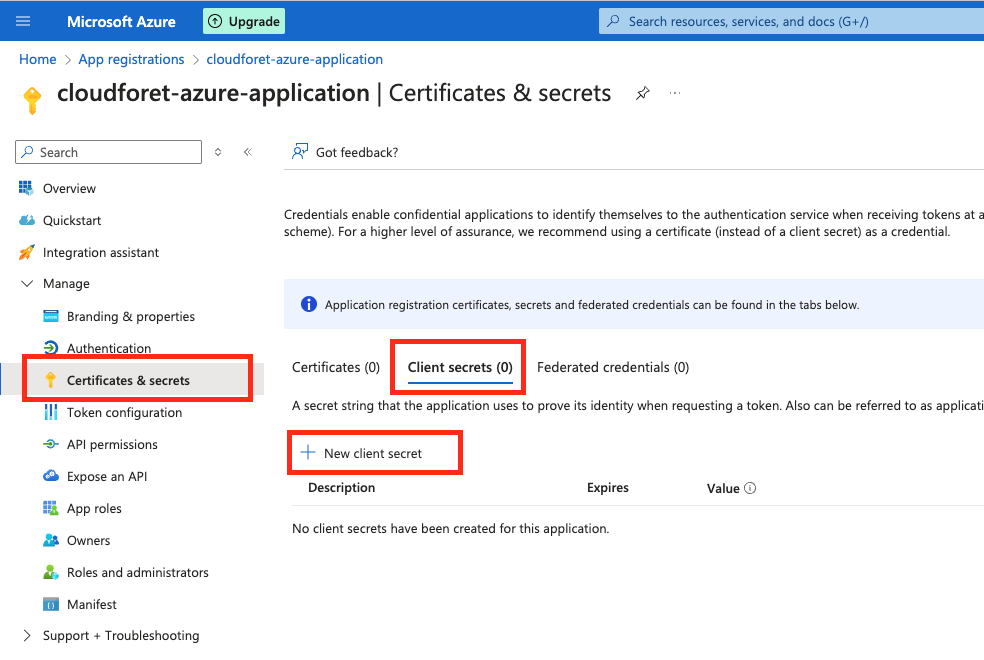 Microsoft Azure
Upgrade
Search resources, services, and docs (G+/)
Home > App registrations > cloudforet-azure-application
cloudforet-azure-application | Certificates & secrets
Search
Got feedback?
Overview
Quickstart
Integration assistant
Manage
Branding & properties
Authentication
Certificates & secrets
Token configuration
API permissions
Expose an API
App roles
Owners
Roles and administrators
Manifest
Support + Troubleshooting
Credentials enable confidential applications to identify themselves to the authentication service when receiving tokens at a
scheme). For a higher level of assurance, we recommend using a certificate (instead of a client secret) as a credential.
Application registration certificates, secrets and federated credentials can be found in the tabs below.
Certificates (0) Client secrets (0) Federated credentials (0)
A secret string that the application uses to prove its identity when requesting a token. Also can be referred to as applicati
New client secret
Description Expires Value
No client secrets have been created for this application.